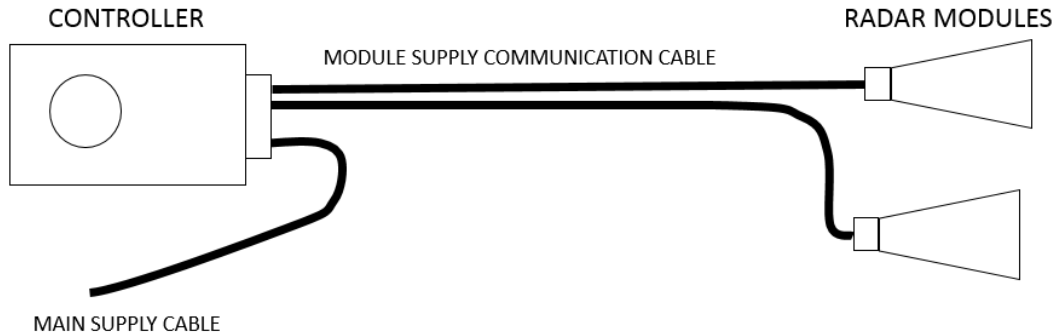 CONTROLLER
RADAR MODULES
MODULE SUPPLY COMMUNICATION CABLE
MAIN SUPPLY CABLE